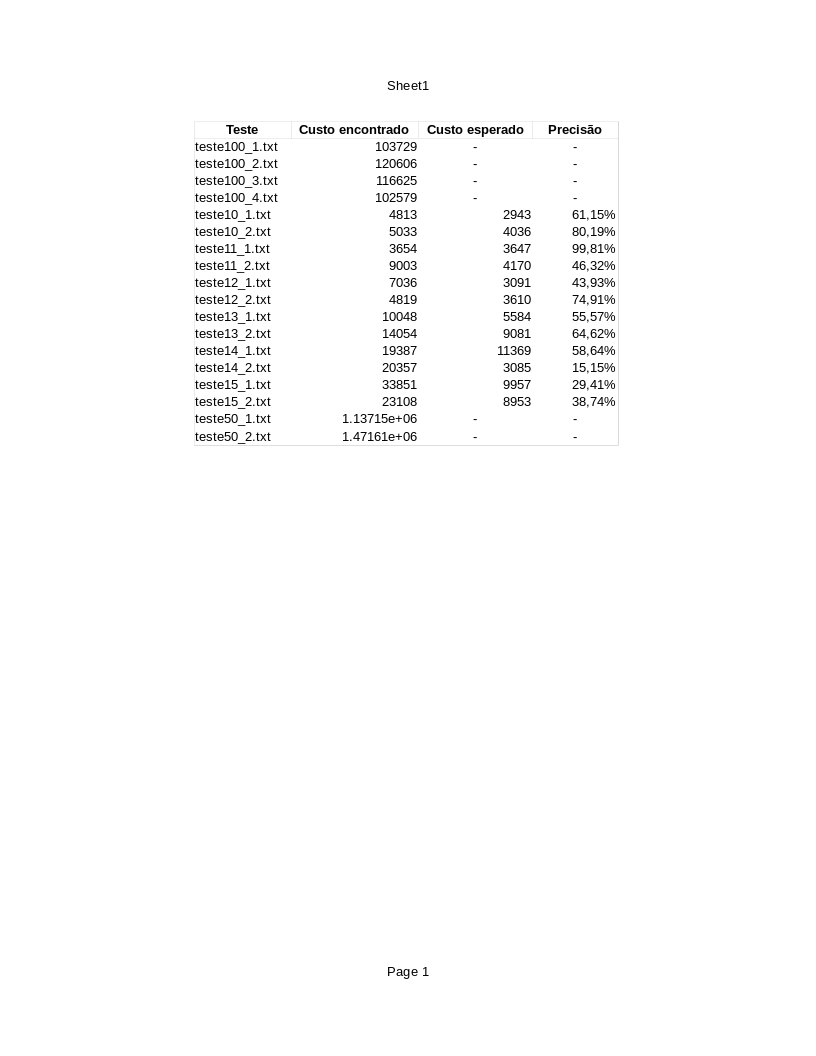 Sheet1
Teste Custo encontrado Custo esperado Precisão
teste100_1.txt 103729 - -
teste100_2.txt 120606 - -
teste100_3.txt 116625 - -
teste100_4.txt 102579 - -
teste10_1.txt 4813 2943 61,15%
teste10_2.txt 5033 4036 80,19%
teste11_1.txt 3654 3647 99,81%
teste11_2.txt 9003 4170 46,32%
teste12_1.txt 7036 3091 43,93%
teste12_2.txt 4819 3610 74,91%
teste13_1.txt 10048 5584 55,57%
teste13_2.txt 14054 9081 64,62%
teste14_1.txt 19387 11369 58,64%
teste14_2.txt 20357 3085 15,15%
teste15_1.txt 33851 9957 29,41%
teste15_2.txt 23108 8953 38,74%
teste50_1.txt 1.13715e+06 - -
teste50_2.txt 1.47161e+06 - -
Page 1